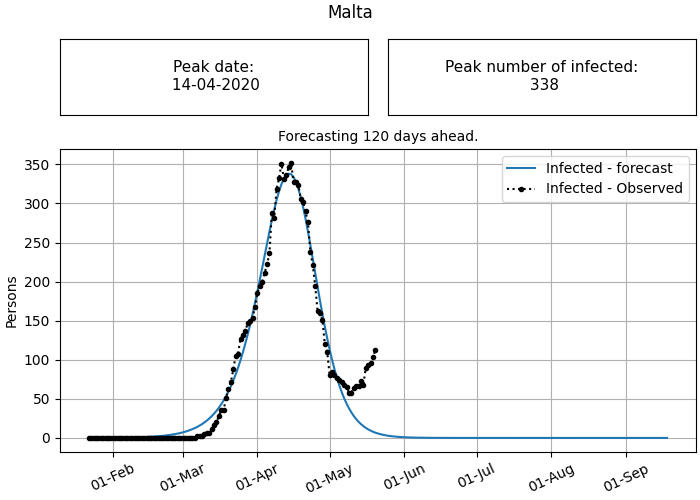 Malta
Peak date:
14-04-2020
Peak number of infected:
338
Forecasting 120 days ahead.
Infected - forecast
Infected - Observed
Persons
350
300
250
200
150
100
50
0
01-Feb
01-Mar
01-Apr
01-May
01-Jun
01-Jul
01-Aug
01-Sep